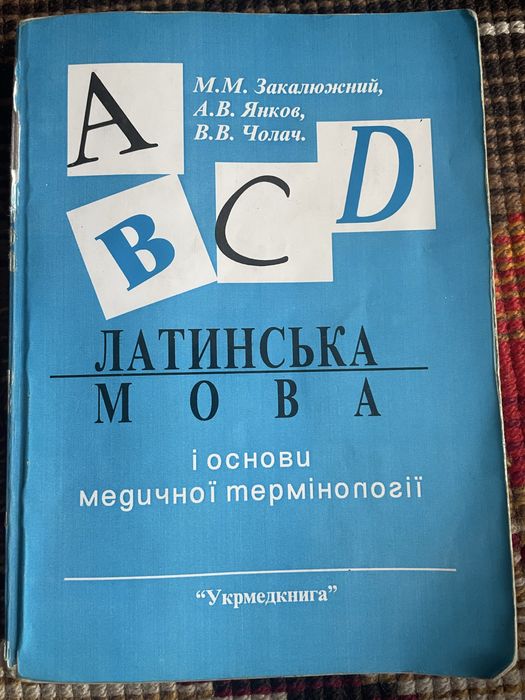 М.М. Закалюжний,
А.В. Янков,
В.В. Чолач.
A
B
C
D
ЛАТИНСЬКА
МОВА
і основи
медичної термінології
“Укрмедкнига”